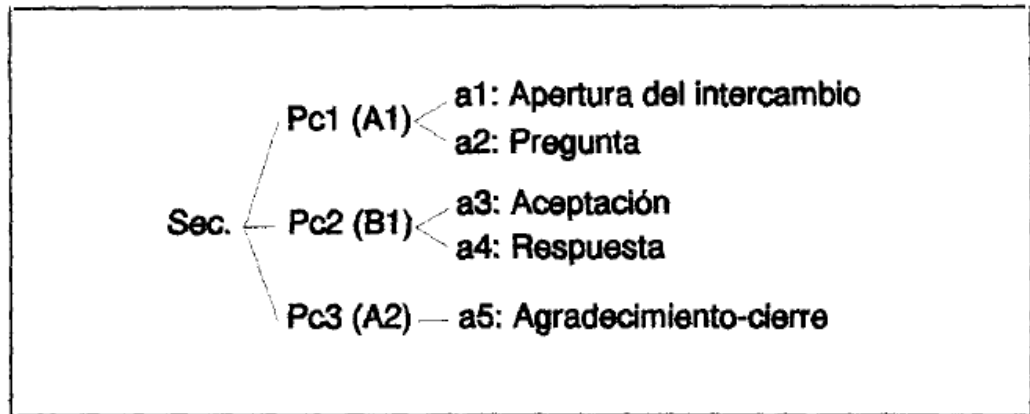 a1: Apertura del intercambio
Pc1 (A1)
a2: Pregunta
a3: Aceptación
Sec. Pc2 (B1)
a4: Respuesta
Pc3 (A2) a5: Agradecimiento-cierre